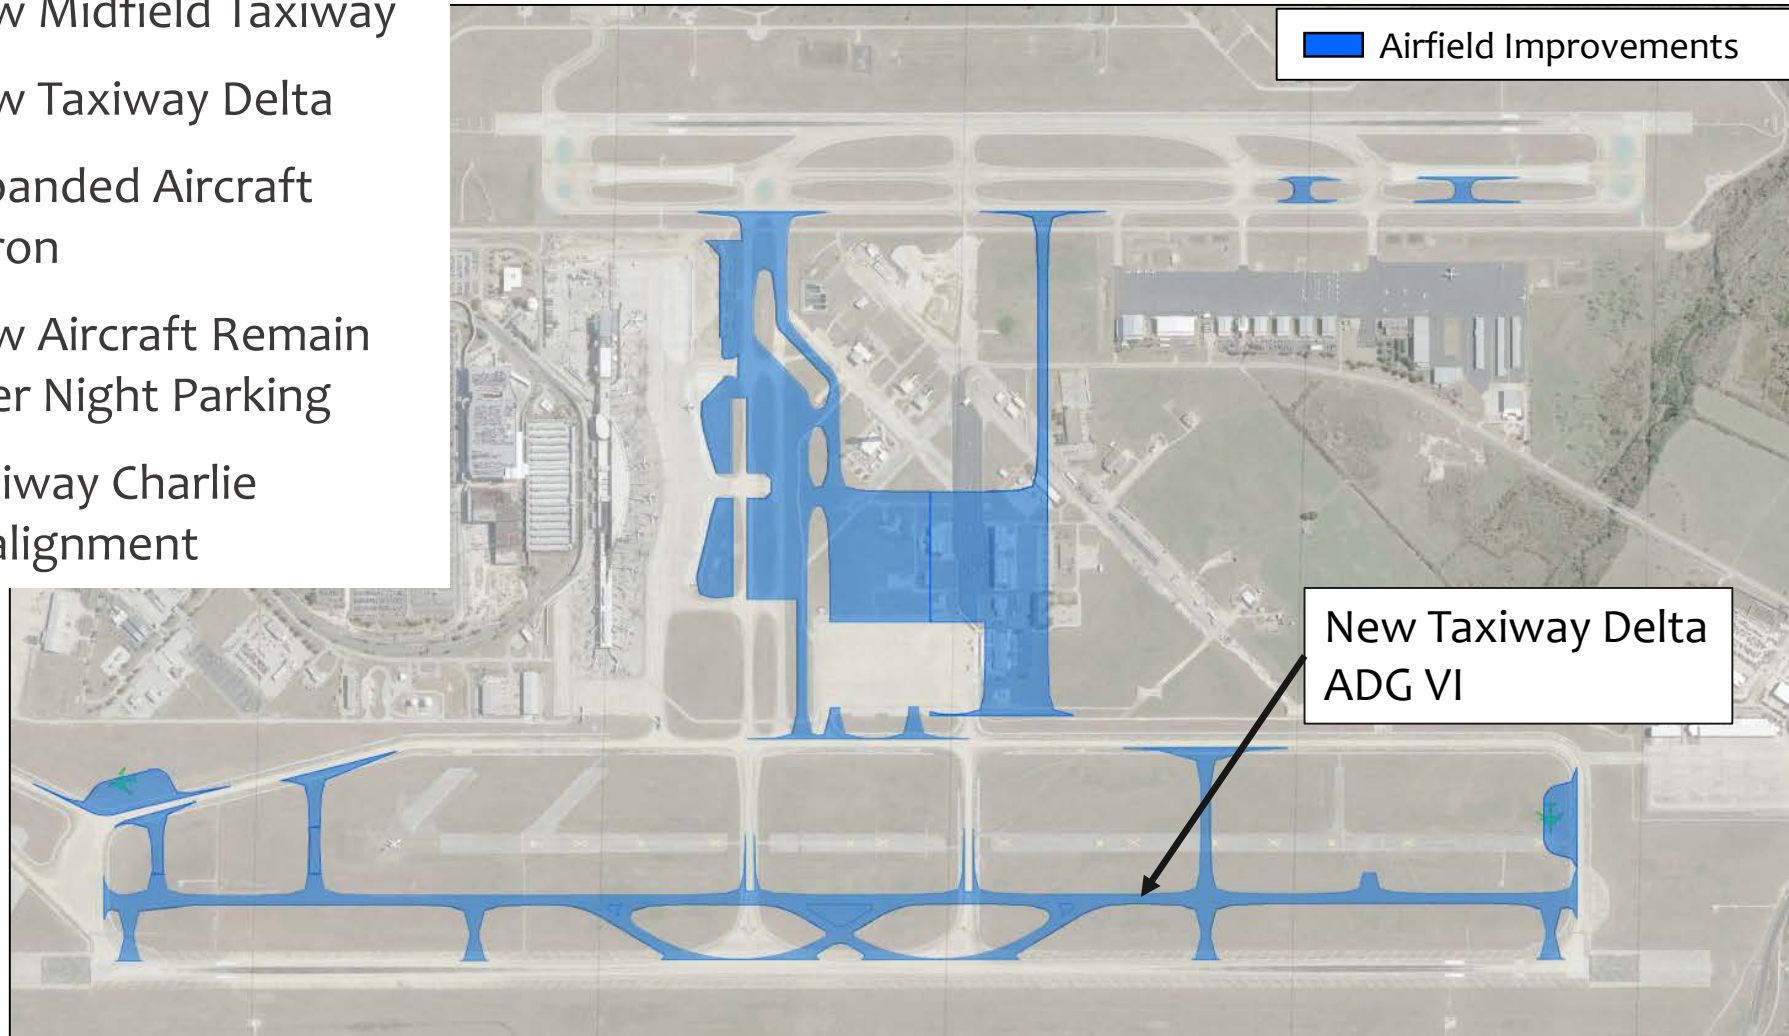 w Midfield Taxiway
w Taxiway Delta
panded Aircraft
ron
w Aircraft Remain
er Night Parking
iway Charlie
alignment
Airfield Improvements
New Taxiway Delta
ADG VI